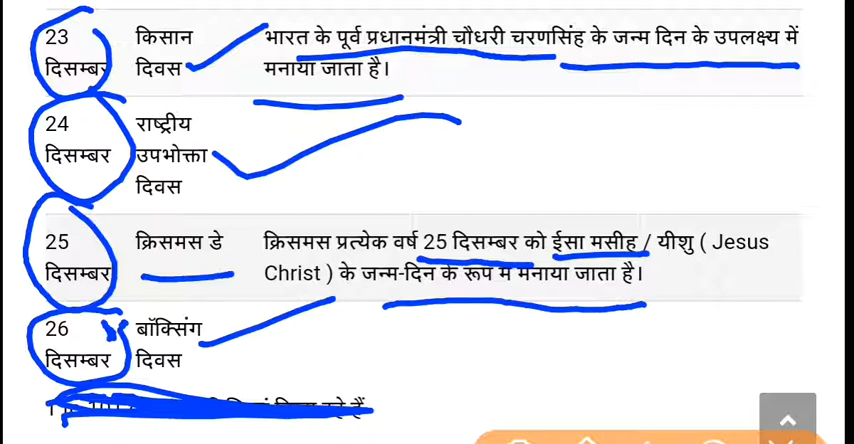 23 किसान भारत के पूर्व प्रधानमंत्री चौधरी चरणसिंह के जन्म दिन के उपलक्ष्य में
दिसम्बर दिवस मनाया जाता है।
24 राष्ट्रीय
दिसम्बर उपभोक्ता
दिवस
25 क्रिसमस डे क्रिसमस प्रत्येक वर्ष 25 दिसम्बर को ईसा मसीह / यीशु ( Jesus
दिसम्बर Christ ) के जन्म-दिन के रूप में मनाया जाता है।
26 बॉक्सिंग
दिसम्बर दिवस
रहे हैं